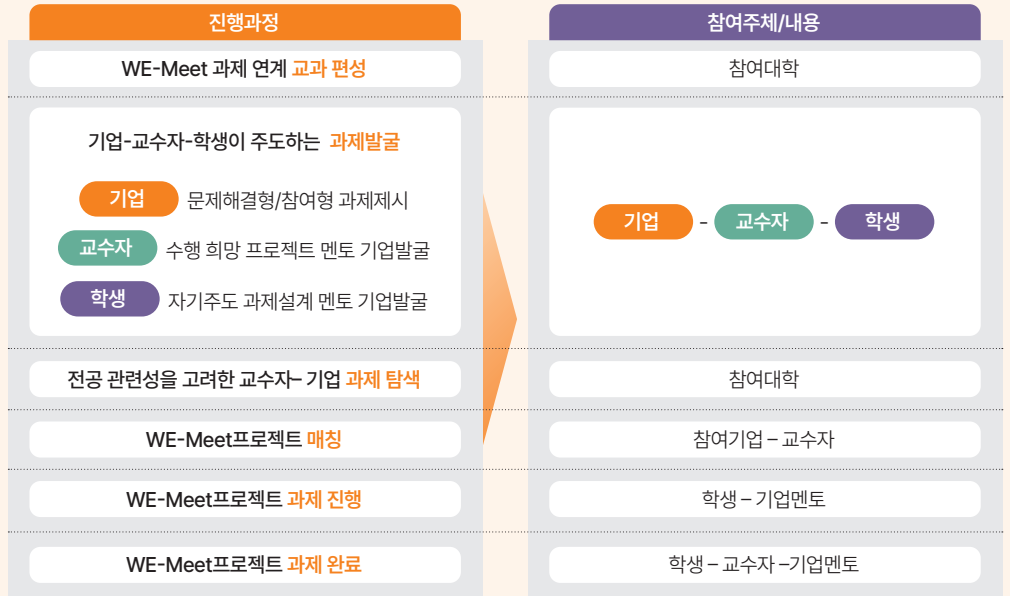 진행과정
참여주체/내용
WE-Meet 과제 연계 교과 편성
참여대학
기업-교수자-학생이 주도하는 과제발굴
기업 문제해결형/참여형 과제제시
교수자 수행 희망 프로젝트 멘토 기업발굴
학생 자기주도 과제설계 멘토 기업발굴
기업 - 교수자 - 학생
전공 관련성을 고려한 교수자– 기업 과제 탐색
참여대학
WE-Meet프로젝트 매칭
참여기업 – 교수자
WE-Meet프로젝트 과제 진행
학생 – 기업멘토
WE-Meet프로젝트 과제 완료
학생 – 교수자 –기업멘토